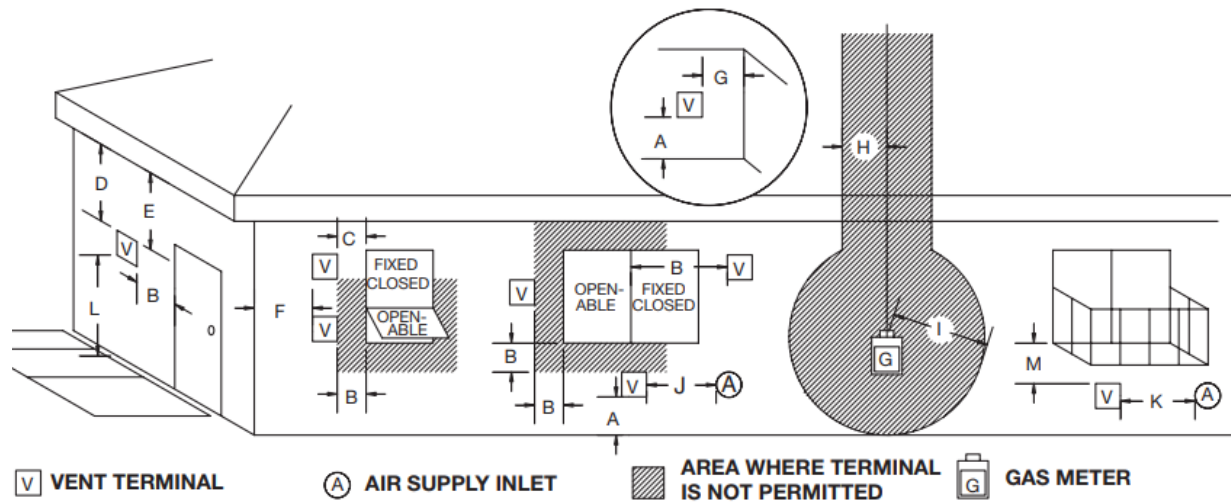 G
V
A
H
D
E
C
V
B
L
F
V
FIXED
CLOSED
OPEN-
ABLE
V
B
V
OPEN-
ABLE
FIXED
CLOSED
B
V
B
B
V
J
A
A
I
G
M
V
K
A
V VENT TERMINAL
A AIR SUPPLY INLET
AREA WHERE TERMINAL
IS NOT PERMITTED
G GAS METER